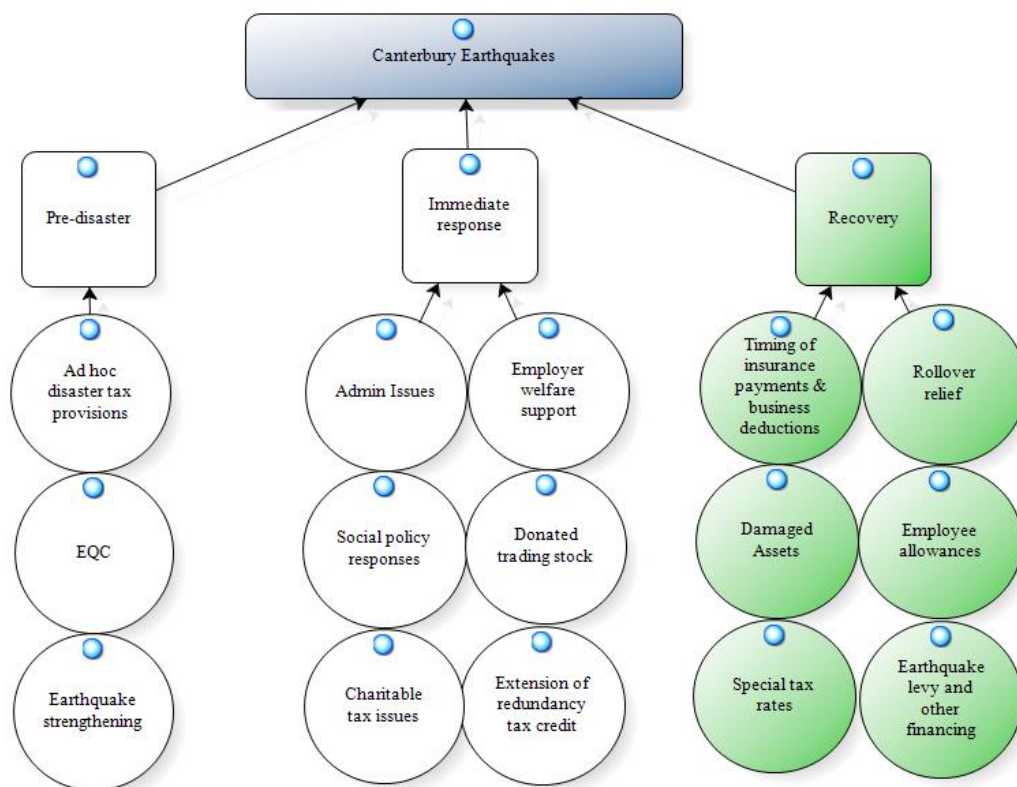 Canterbury Earthquakes
Pre-disaster
Immediate
response
Recovery
Ad hoc
disaster tax
provisions
Admin Issues
Employer
welfare
support
Timing of
insurance
payments &
business
deductions
Rollover
relief
EQC
Social policy
responses
Donated
trading stock
Damaged
Assets
Employee
allowances
Earthquake
strengthening
Charitable
tax issues
Extension of
redundancy
tax credit
Special tax
rates
Earthquake
levy and
other
financing